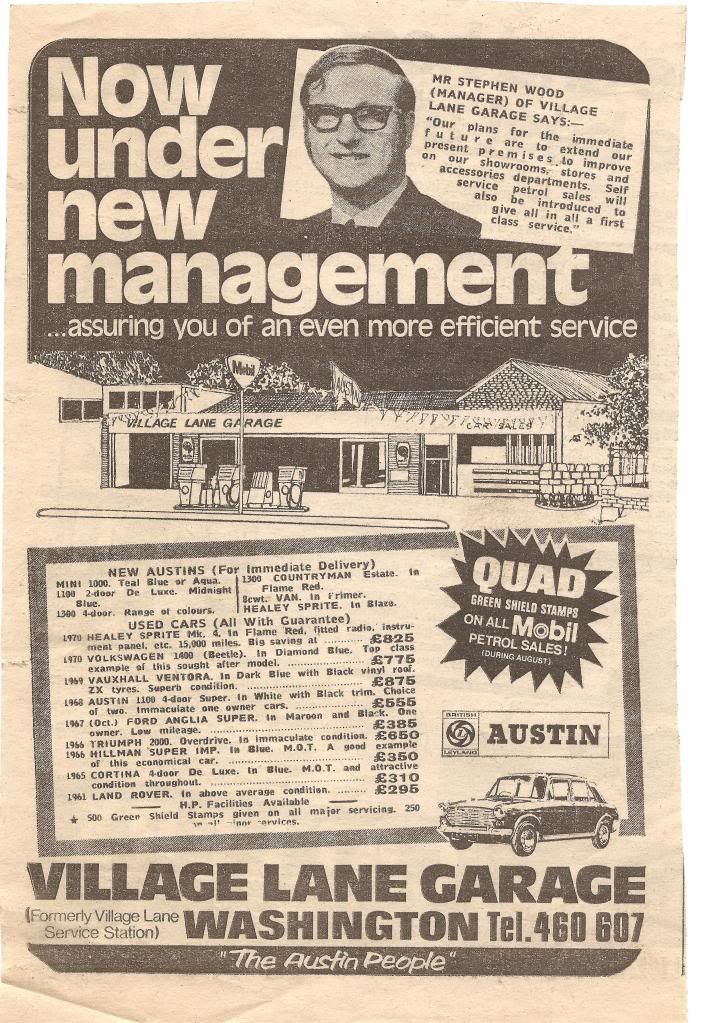 Now
under
new
management
...assuring you of an even more efficient service
MR STEPHEN WOOD
(MANAGER) OF VILLAGE
LANE GARAGE SAYS:—
"Our plans for the immediate
future are to extend our
present premises to improve
on our showrooms, stores and
accessories departments. Self
service petrol sales will
also be introduced to
give all in all a first
class service."
Mobil
VILLAGE LANE GARAGE
CAR SALES
NEW AUSTINS (For Immediate Delivery)
MINI 1000. Teal Blue or Aqua.
1100 2-door De Luxe. Midnight
Blue.
1300 4-door. Range of colours.
1300 COUNTRYMAN Estate. In
Flame Red.
8cwt. VAN. In Primer.
HEALEY SPRITE. In Blaze.
USED CARS (All With Guarantee)
1970 HEALEY SPRITE Mk. 4. In Flame Red, fitted radio, instru-
ment panel, etc. 15,000 miles. Big saving at £825
1970 VOLKSWAGEN 1400 (Beetle). In Diamond Blue. Top class
example of this sought after model. £775
1969 VAUXHALL VENTORA. In Dark Blue with Black vinyl roof.
ZX tyres. Superb condition. £875
1968 AUSTIN 1100 4-door Super. In White with Black trim. Choice
of two. Immaculate one owner cars. £555
1967 (Oct.) FORD ANGLIA SUPER. In Maroon and Black. One
owner. Low mileage. £385
1966 TRIUMPH 2000. Overdrive. In immaculate condition. £650
1966 HILLMAN SUPER IMP. In Blue. M.O.T. A good example
of this economical car. £350
1965 CORTINA 4-door De Luxe. In Blue. M.O.T. and attractive
condition throughout. £310
1961 LAND ROVER. In above average condition. £295
H.P. Facilities Available
★ 500 Green Shield Stamps given on all major servicing. 250
in all minor services.
QUAD
GREEN SHIELD STAMPS
ON ALL Mobil
PETROL SALES!
(DURING AUGUST)
BRITISH
LEYLAND
AUSTIN
VILLAGE LANE GARAGE
(Formerly Village Lane
Service Station)
WASHINGTON Tel. 460 607
"The Austin People"